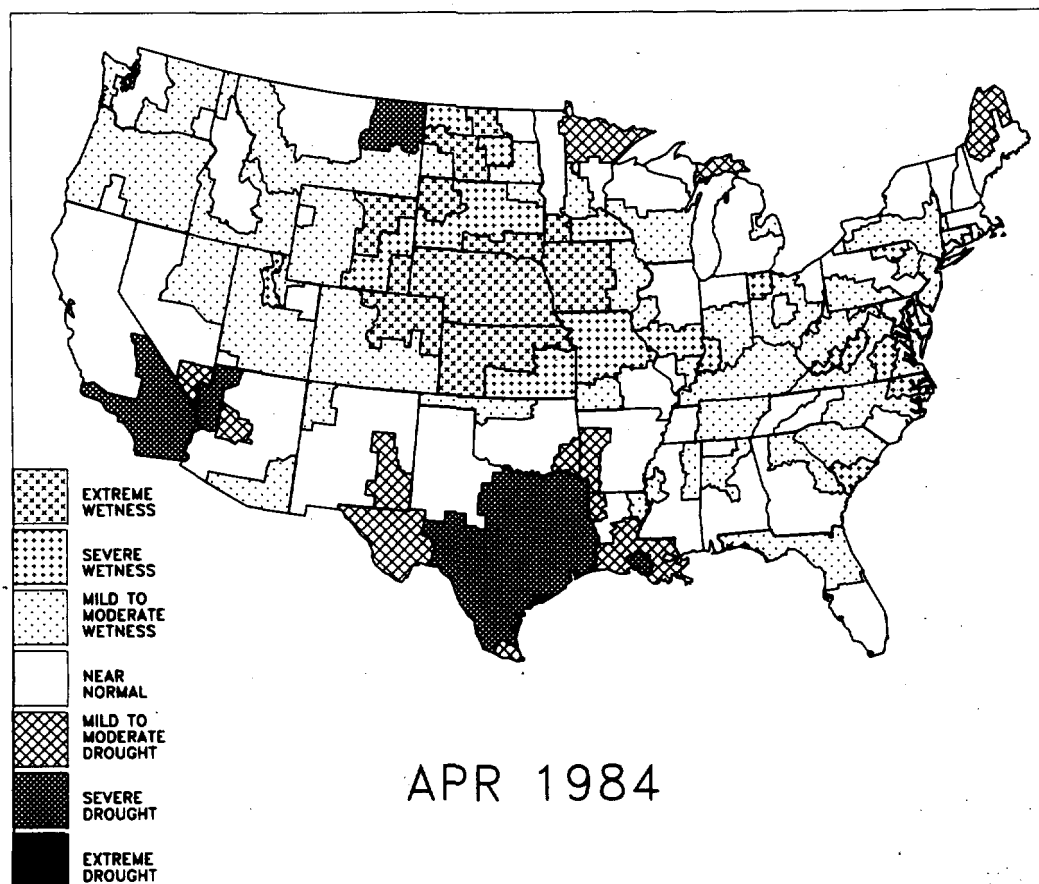 EXTREME
WETNESS
SEVERE
WETNESS
MILD TO
MODERATE
WETNESS
NEAR
NORMAL
MILD TO
MODERATE
DROUGHT
SEVERE
DROUGHT
EXTREME
DROUGHT
APR 1984